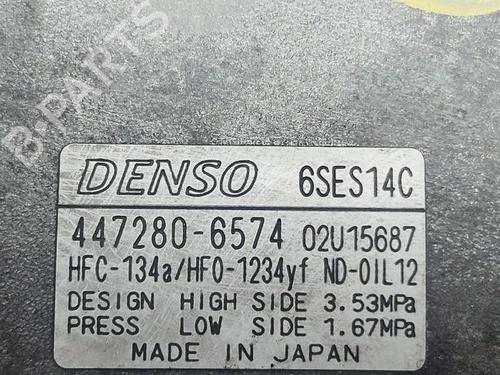 B-PARTS
DENSO 6SES14C
447280-6574 02U15687
HFC-134a/HFO-1234yf ND-OIL12
DESIGN HIGH SIDE 3.53MPa
PRESS LOW SIDE 1.67MPa
MADE IN JAPAN